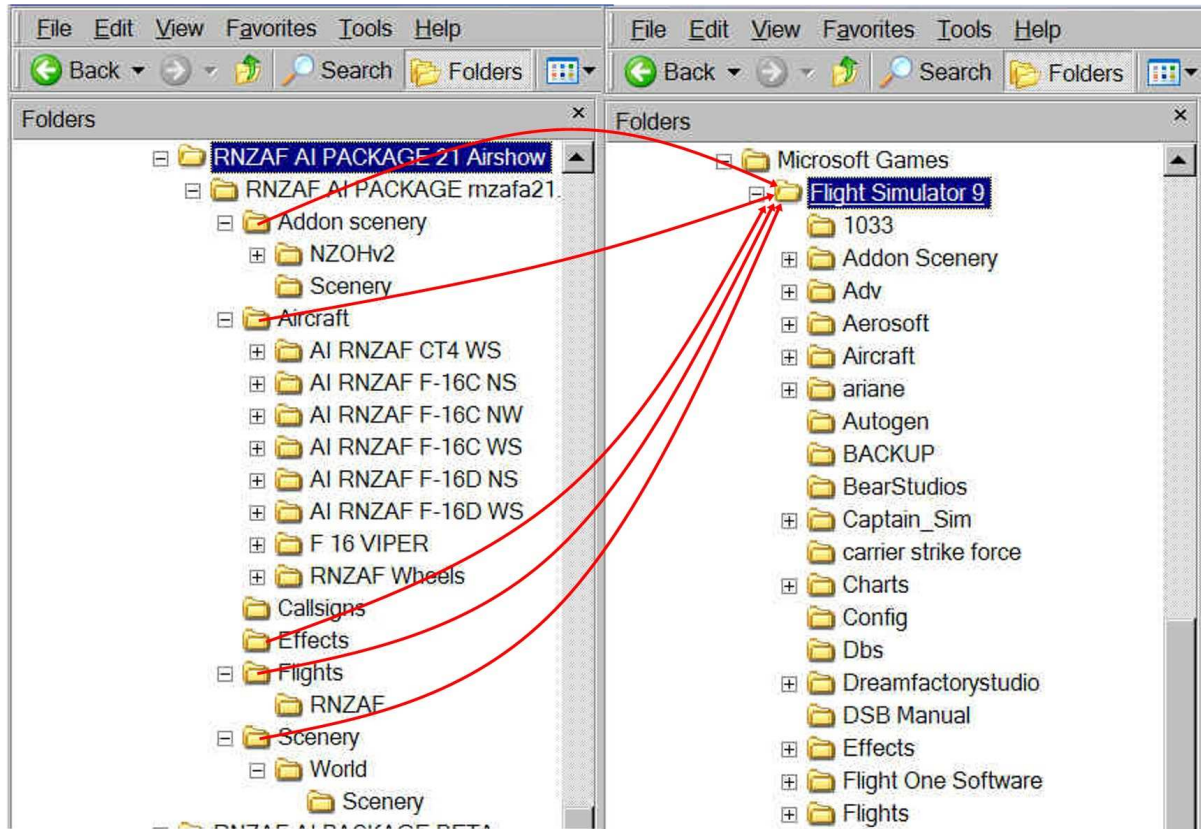 File Edit View Favorites Tools Help
Back Search Folders
Folders
RNZAF AI PACKAGE 21 Airshow
RNZAF AI PACKAGE rnzafa21.
Addon scenery
NZOHv2
Scenery
Aircraft
AI RNZAF CT4 WS
AI RNZAF F-16C NS
AI RNZAF F-16C NW
AI RNZAF F-16C WS
AI RNZAF F-16D NS
AI RNZAF F-16D WS
F 16 VIPER
RNZAF Wheels
Callsigns
Effects
Flights
RNZAF
Scenery
World
Scenery
RNZAF AI PACKAGE BETA
File Edit View Favorites Tools Help
Back Search Folders
Folders
Microsoft Games
Flight Simulator 9
1033
Addon Scenery
Adv
Aerosoft
Aircraft
ariane
Autogen
BACKUP
BearStudios
Captain_Sim
carrier strike force
Charts
Config
Dbs
Dreamfactorystudio
DSB Manual
Effects
Flight One Software
Flights